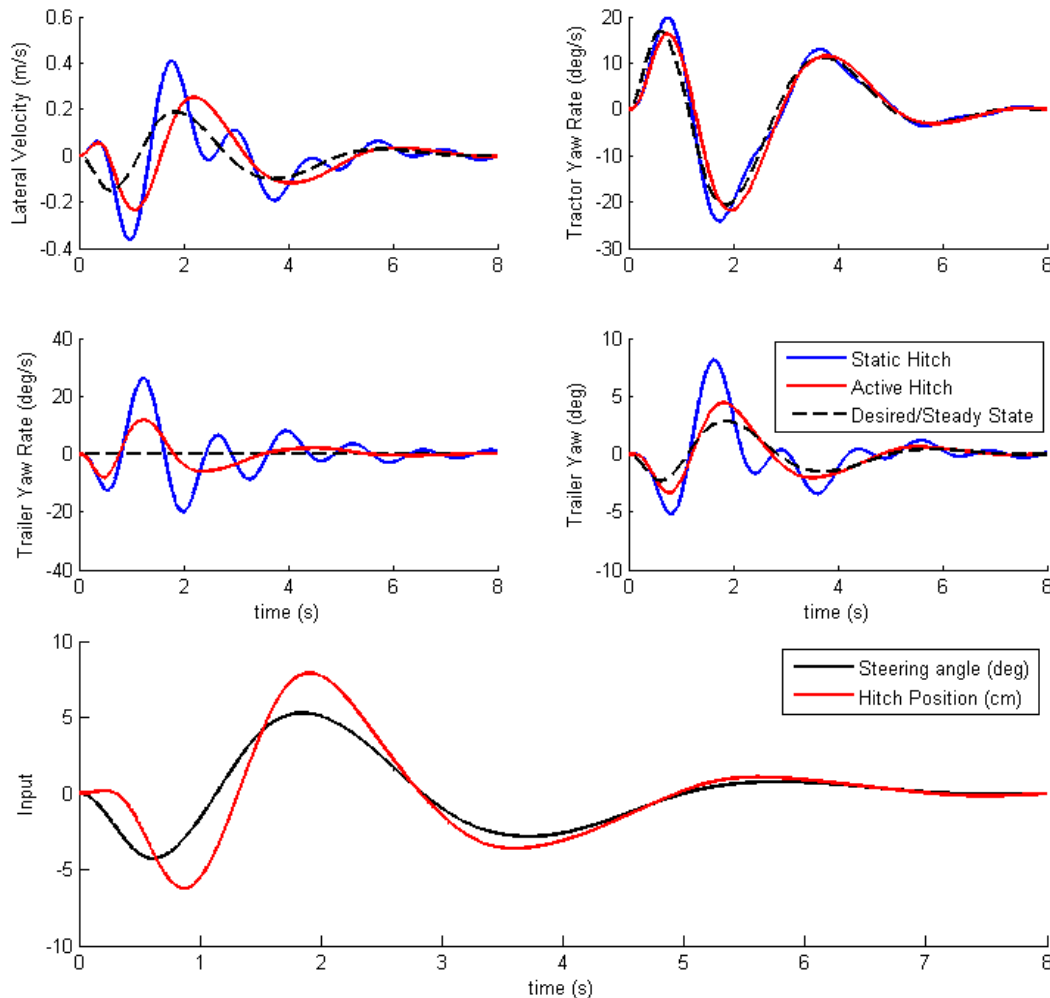 Lateral Velocity (m/s)
0.6
0.4
0.2
0
-0.2
-0.4
0 2 4 6 8
Tractor Yaw Rate (deg/s)
20
10
0
-10
-20
-30
0 2 4 6 8
Trailer Yaw Rate (deg/s)
40
20
0
-20
-40
0 2 4 6 8
time (s)
Trailer Yaw (deg)
10
5
0
-5
-10
0 2 4 6 8
time (s)
Static Hitch
Active Hitch
Desired/Steady State
Input
10
5
0
-5
-10
0 1 2 3 4 5 6 7 8
time (s)
Steering angle (deg)
Hitch Position (cm)